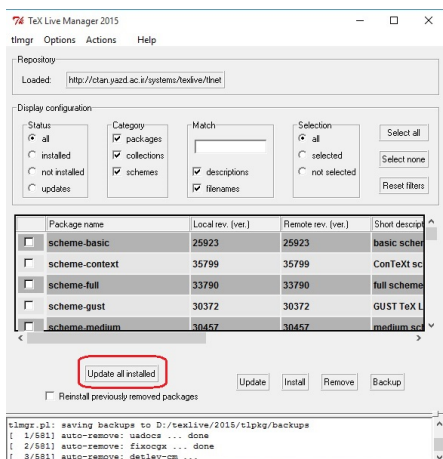 TeX Live Manager 2015
tlmgr Options Actions Help
Repository
Loaded: http://ctan.yazd.ac.ir/systems/texlive/tlnet
Display configuration
Status
all
installed
not installed
updates
Category
packages
collections
schemes
Match
descriptions
filenames
Selection
all
selected
not selected
Select all
Select none
Reset filters
Package name Local rev. (ver.) Remote rev. (ver.) Short descript
scheme-basic 25923 25923 basic scher
scheme-context 35799 35799 ConTeXt sc
scheme-full 33790 33790 full scheme
scheme-gust 30372 30372 GUST TeX L
scheme-medium 30457 30457 medium scl
Update all installed
Reinstall previously removed packages
Update Install Remove Backup
tlmgr.pl: saving backups to D:/texlive/2015/tlpkg/backups
[ 1/581] auto-remove: uadocs ... done
[ 2/581] auto-remove: fixocgx ... done
[ 3/581] auto-remove: detlev-cm ...